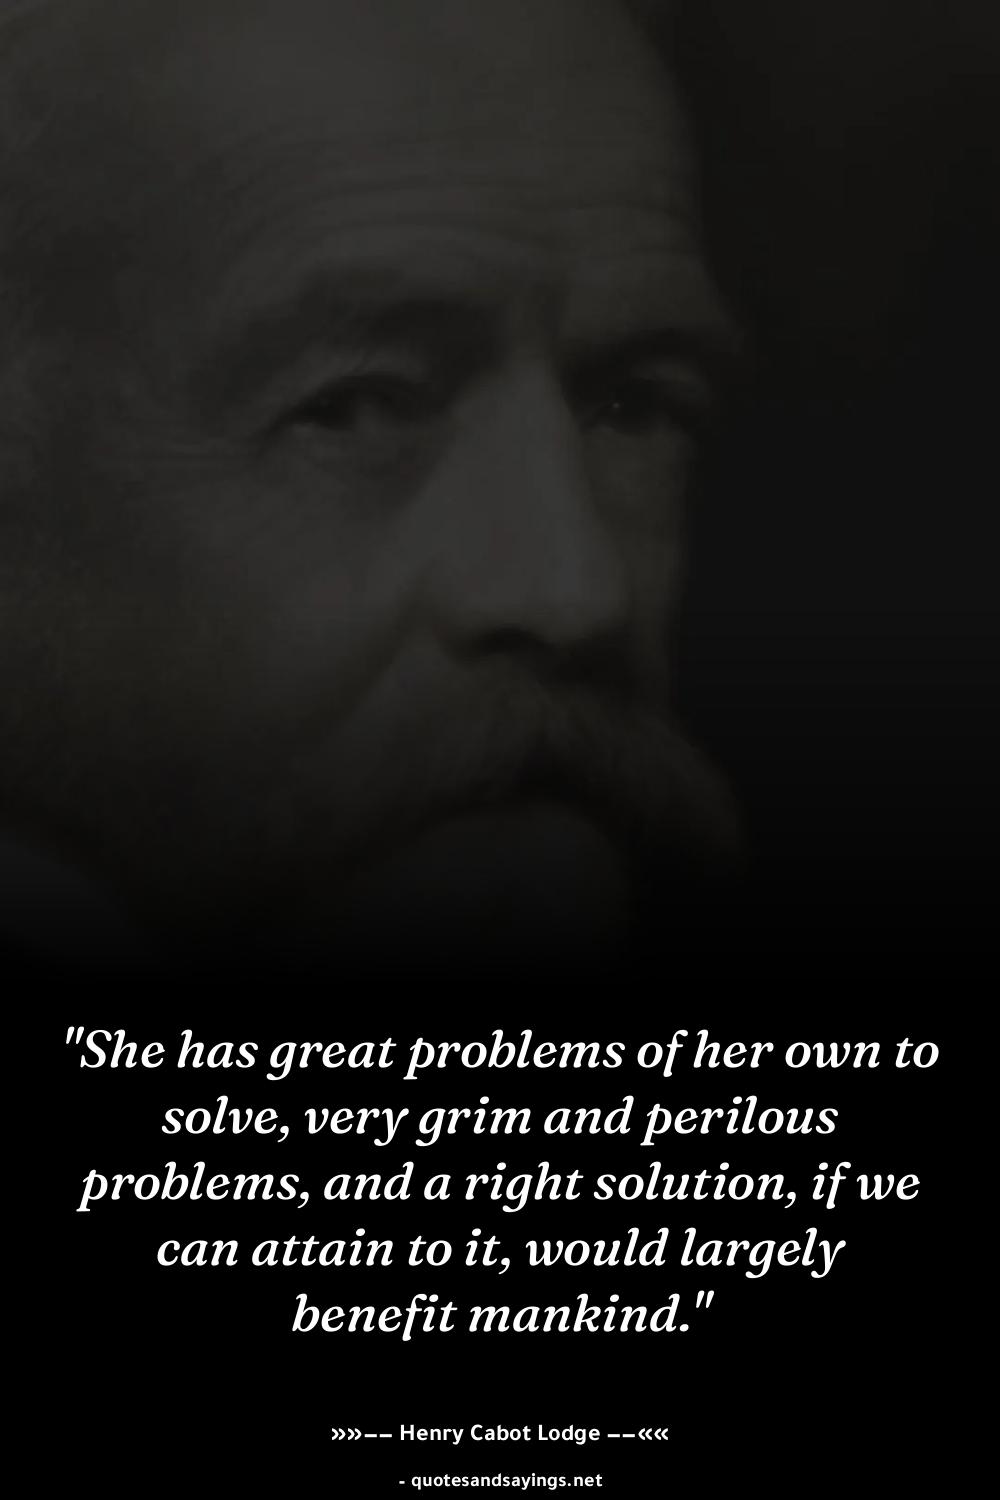 "She has great problems of her own to
solve, very grim and perilous
problems, and a right solution, if we
can attain to it, would largely
benefit mankind."
»»–– Henry Cabot Lodge ––««
- quotesandsayings.net